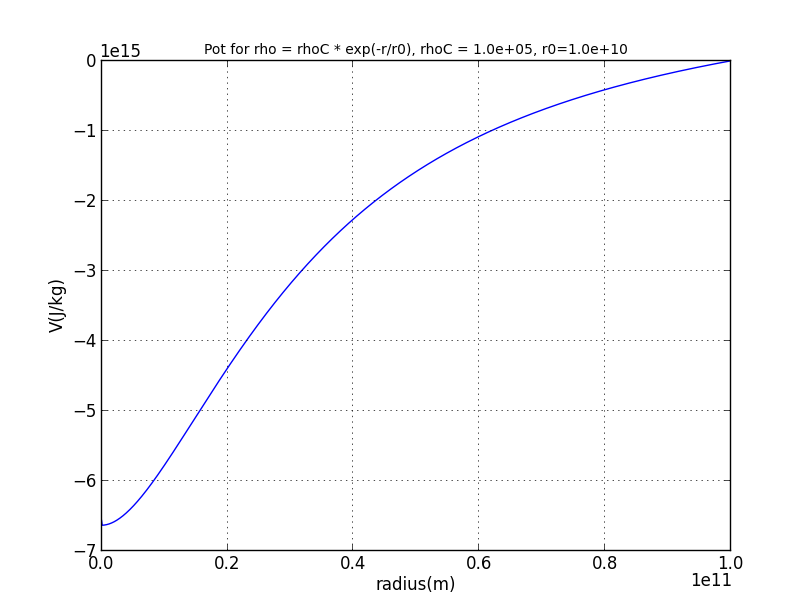 1e15
Pot for rho = rhoC * exp(-r/r0), rhoC = 1.0e+05, r0=1.0e+10
0
−1
−2
−3
−4
−5
−6
−7
V(J/kg)
0.0 0.2 0.4 0.6 0.8 1.0
radius(m)
1e11